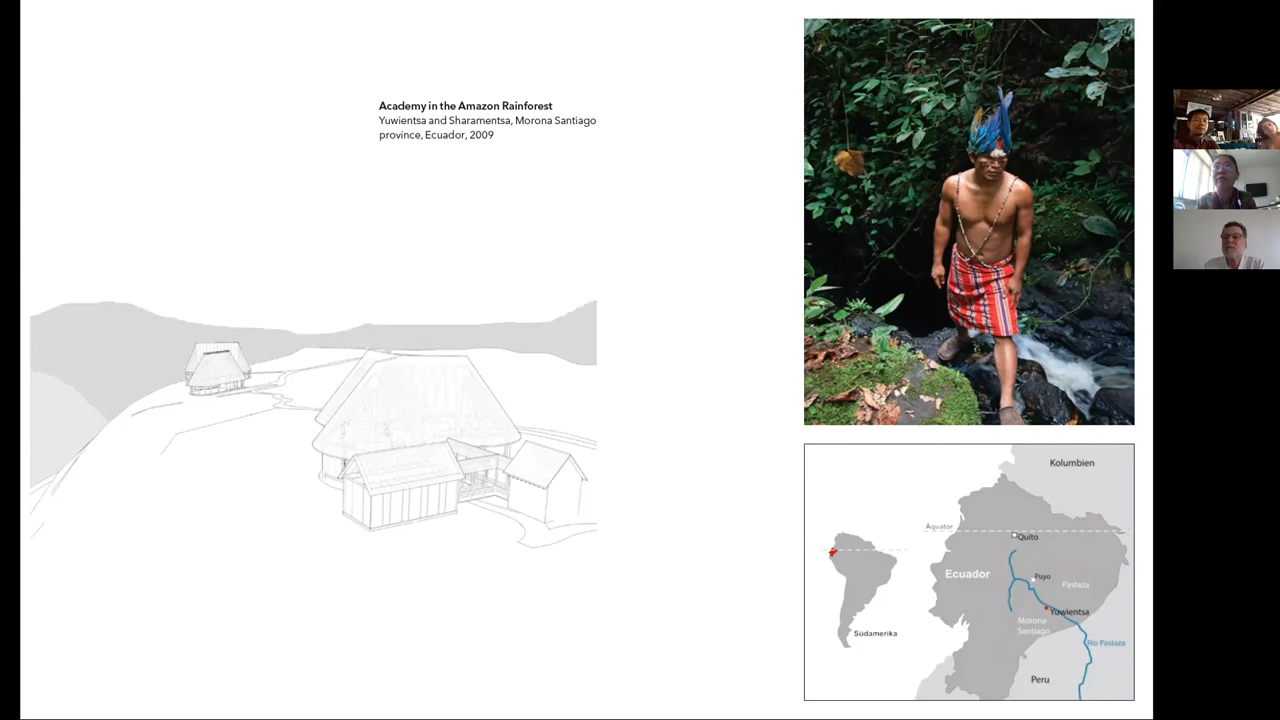 Academy in the Amazon Rainforest
Yuwientsa and Sharamentsa, Morona Santiago
province, Ecuador, 2009
Kolumbien
Äquator
Quito
Ecuador
Puyo
Pastaza
Yuwientsa
Morona-
Santiago
Südamerika
Rio Pastaza
Peru